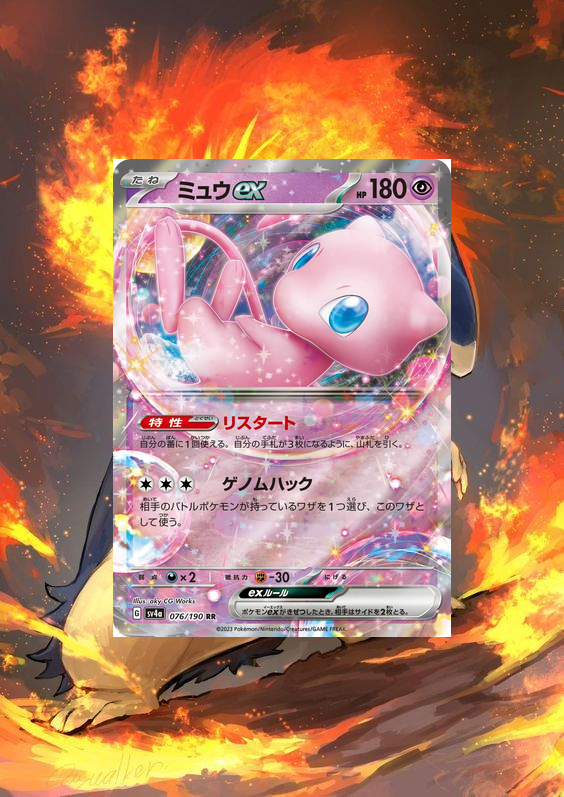 たね ミュウex HP 180
特性 とくせい リスタート
自分の番に1回使える。自分の手札が3枚になるように、山札を引く。
ゲノムハック
相手のバトルポケモンが持っているワザを1つ選び、このワザと
して使う。
弱点 ×2 抵抗力 -30 にげる
exルール
ポケモンexがきぜつしたとき、相手はサイドを2枚とる。
Illus. aky CG Works
G sv4a 076/190 RR
©2023 Pokémon/Nintendo/Creatures/GAME FREAK.